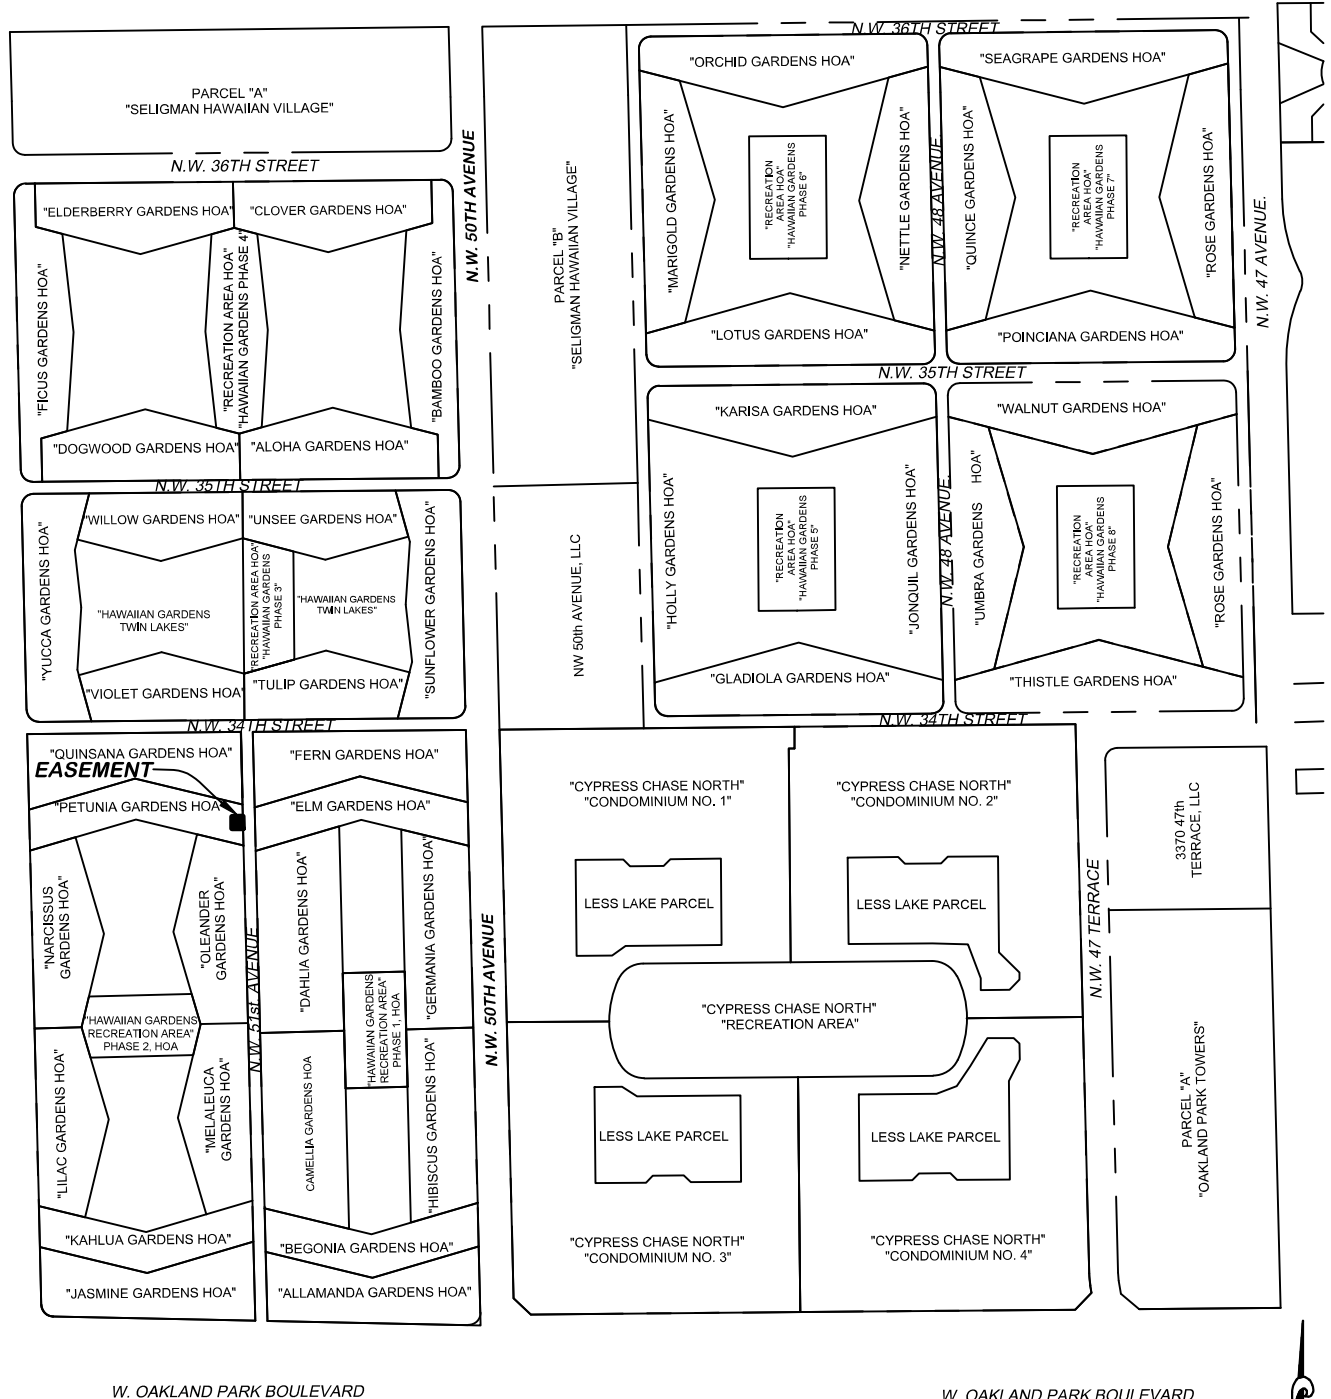 N.W. 36TH STREET
PARCEL "A"
"SELIGMAN HAWAIIAN VILLAGE"
N.W. 36TH STREET
N.W. 50TH AVENUE
PARCEL "B"
"SELIGMAN HAWAIIAN VILLAGE"
"ORCHID GARDENS HOA"
"MARIGOLD GARDENS HOA"
"RECREATION
AREA HOA"
"HAWAIIAN GARDENS
PHASE 6"
"NETTLE GARDENS HOA"
"LOTUS GARDENS HOA"
N.W. 48 AVENUE.
"SEAGRAPE GARDENS HOA"
"QUINCE GARDENS HOA"
"RECREATION
AREA HOA"
"HAWAIIAN GARDENS
PHASE 7"
"ROSE GARDENS HOA"
"POINCIANA GARDENS HOA"
N.W. 47 AVENUE.
"ELDERBERRY GARDENS HOA"
"CLOVER GARDENS HOA"
"FICUS GARDENS HOA"
"RECREATION AREA HOA"
"HAWAIIAN GARDENS PHASE 4"
"BAMBOO GARDENS HOA"
"DOGWOOD GARDENS HOA"
"ALOHA GARDENS HOA"
N.W. 35TH STREET
N.W. 35TH STREET
"KARISA GARDENS HOA"
"HOLLY GARDENS HOA"
"RECREATION
AREA HOA"
"HAWAIIAN GARDENS
PHASE 5"
"JONQUIL GARDENS HOA"
"GLADIOLA GARDENS HOA"
N.W. 48 AVENUE.
"WALNUT GARDENS HOA"
"UMBRA GARDENS HOA"
"RECREATION
AREA HOA"
"HAWAIIAN GARDENS
PHASE 8"
"ROSE GARDENS HOA"
"THISTLE GARDENS HOA"
"WILLOW GARDENS HOA"
"UNSEE GARDENS HOA"
"YUCCA GARDENS HOA"
"HAWAIIAN GARDENS
TWIN LAKES"
"RECREATION AREA HOA"
"HAWAIIAN GARDENS
PHASE 3"
"HAWAIIAN GARDENS
TWIN LAKES"
"SUNFLOWER GARDENS HOA"
"VIOLET GARDENS HOA"
"TULIP GARDENS HOA"
NW 50th AVENUE, LLC
N.W. 34TH STREET
N.W. 34TH STREET
"QUINSANA GARDENS HOA"
EASEMENT
"PETUNIA GARDENS HOA"
"NARCISSUS
GARDENS HOA"
"OLEANDER
GARDENS HOA"
"HAWAIIAN GARDENS
RECREATION AREA"
PHASE 2, HOA
"LILAC GARDENS HOA"
"MELALEUCA
GARDENS HOA"
"KAHLUA GARDENS HOA"
"JASMINE GARDENS HOA"
N.W. 51st. AVENUE
"FERN GARDENS HOA"
"ELM GARDENS HOA"
"DAHLIA GARDENS HOA"
"GERMANIA GARDENS HOA"
"HAWAIIAN GARDENS
RECREATION AREA"
PHASE 1, HOA
CAMELLIA GARDENS HOA
"HIBISCUS GARDENS HOA"
"BEGONIA GARDENS HOA"
"ALLAMANDA GARDENS HOA"
N.W. 50TH AVENUE
"CYPRESS CHASE NORTH"
"CONDOMINIUM NO. 1"
"CYPRESS CHASE NORTH"
"CONDOMINIUM NO. 2"
LESS LAKE PARCEL
LESS LAKE PARCEL
"CYPRESS CHASE NORTH"
"RECREATION AREA"
LESS LAKE PARCEL
LESS LAKE PARCEL
"CYPRESS CHASE NORTH"
"CONDOMINIUM NO. 3"
"CYPRESS CHASE NORTH"
"CONDOMINIUM NO. 4"
N.W. 47 TERRACE
3370 47th
TERRACE, LLC
PARCEL "A"
"OAKLAND PARK TOWERS"
W. OAKLAND PARK BOULEVARD
W. OAKLAND PARK BOULEVARD